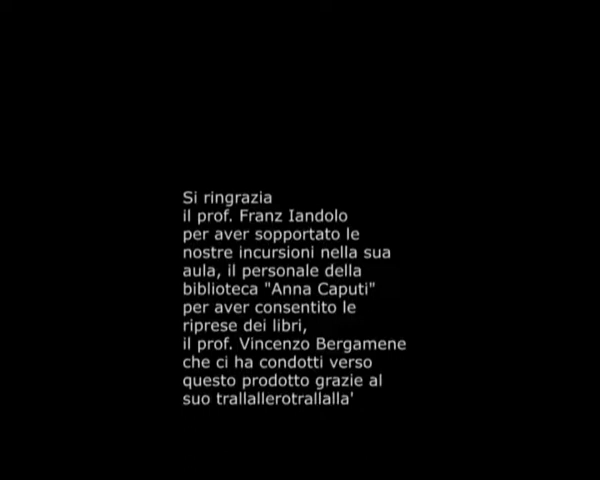 Si ringrazia
il prof. Franz Iandolo
per aver sopportato le
nostre incursioni nella sua
aula, il personale della
biblioteca "Anna Caputi"
per aver consentito le
riprese dei libri,
il prof. Vincenzo Bergamene
che ci ha condotti verso
questo prodotto grazie al
suo trallallerotrallalla'